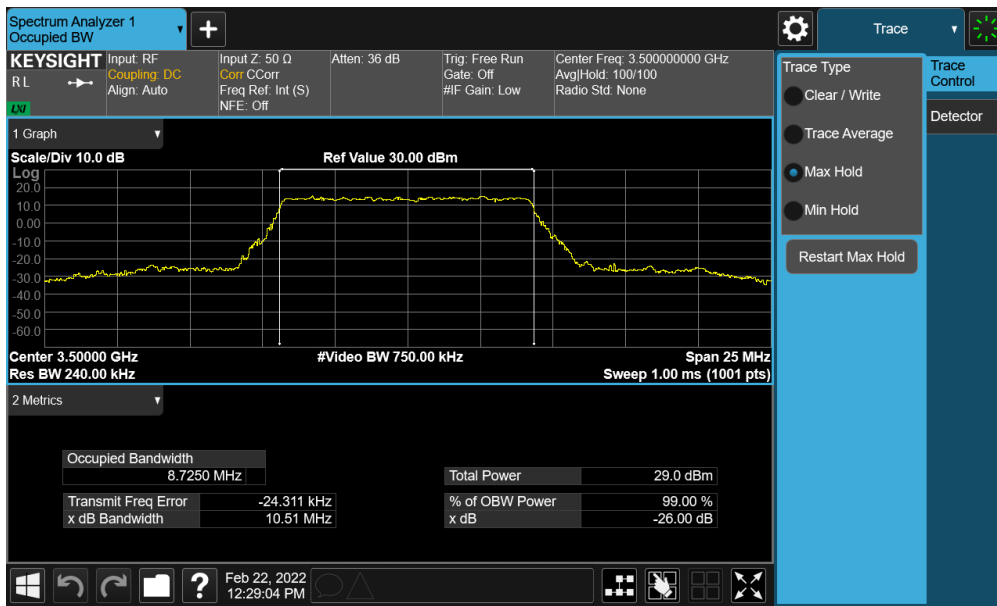 Spectrum Analyzer 1
Occupied BW
+
Trace
KEYSIGHT
R L
LXI
Input: RF
Coupling: DC
Align: Auto
Input Z: 50 Ω
Corr CCorr
Freq Ref: Int (S)
NFE: Off
Atten: 36 dB
Trig: Free Run
Gate: Off
#IF Gain: Low
Center Freq: 3.500000000 GHz
Avg|Hold: 100/100
Radio Std: None
Trace Type
Clear / Write
Trace Average
Max Hold
Min Hold
Restart Max Hold
Trace
Control
Detector
1 Graph
Scale/Div 10.0 dB
Ref Value 30.00 dBm
Log
20.0
10.0
0.00
-10.0
-20.0
-30.0
-40.0
-50.0
-60.0
Center 3.50000 GHz
#Video BW 750.00 kHz
Span 25 MHz
Res BW 240.00 kHz
Sweep 1.00 ms (1001 pts)
2 Metrics
Occupied Bandwidth
8.7250 MHz
Total Power 29.0 dBm
Transmit Freq Error -24.311 kHz
% of OBW Power 99.00 %
x dB Bandwidth 10.51 MHz
x dB -26.00 dB
?
Feb 22, 2022
12:29:04 PM